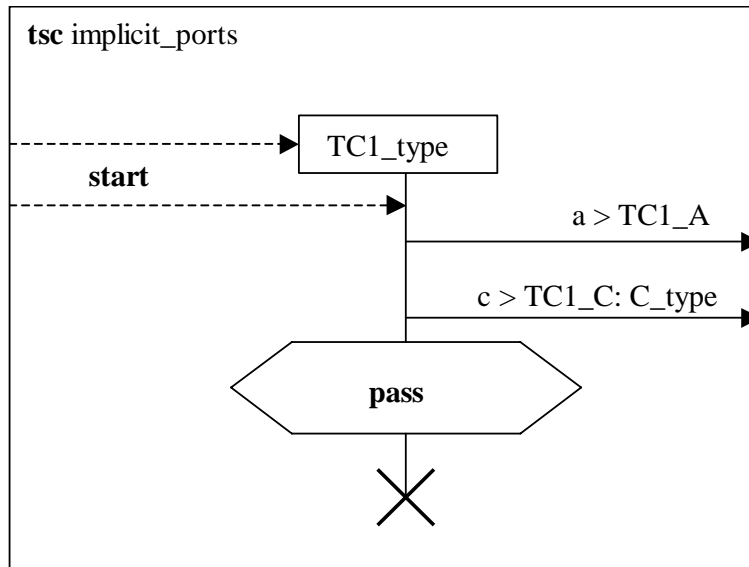 tsc implicit_ports
TC1_type
start
a > TC1_A
c > TC1_C: C_type
pass